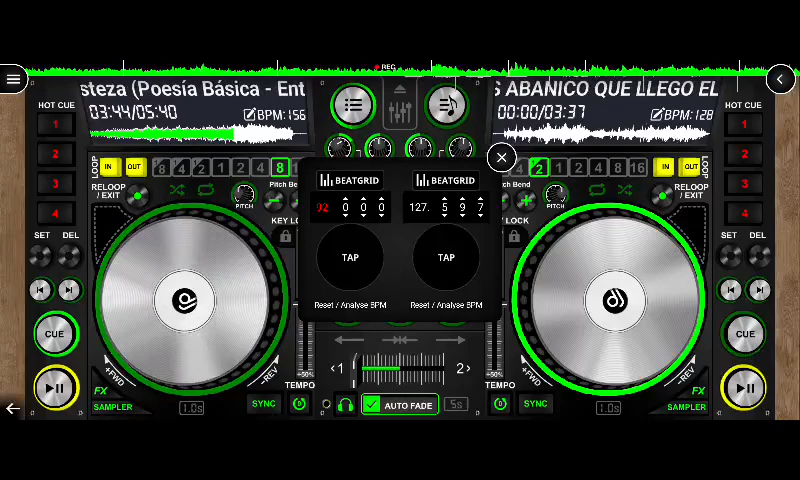 REC
steza (Poesía Básica - Ent
S ABANICO QUE LLEGO EL
HOT CUE
03:44/05:40
BPM:156
00:00/03:37
BPM:128
HOT CUE
1
2
3
4
1
2
3
4
LOOP
IN
OUT
8
4
2
1
2
4
8
4
2
1
2
4
8
16
IN
OUT
LOOP
RELOOP
/ EXIT
PITCH
Pitch Bend
KEY LOCK
BEATGRID
BEATGRID
92 0 0 0
127. 5 9 7
TAP
TAP
Reset / Analyse BPM
Reset / Analyse BPM
Bend
LOCK
PITCH
RELOOP
/ EXIT
SET
DEL
SET
DEL
CUE
CUE
+FWD
-REV
+FWD
-REV
+50%
+50%
‹1
2›
TEMPO
TEMPO
FX
SAMPLER
1.0s
SYNC
AUTO FADE
5s
SYNC
1.0s
FX
SAMPLER